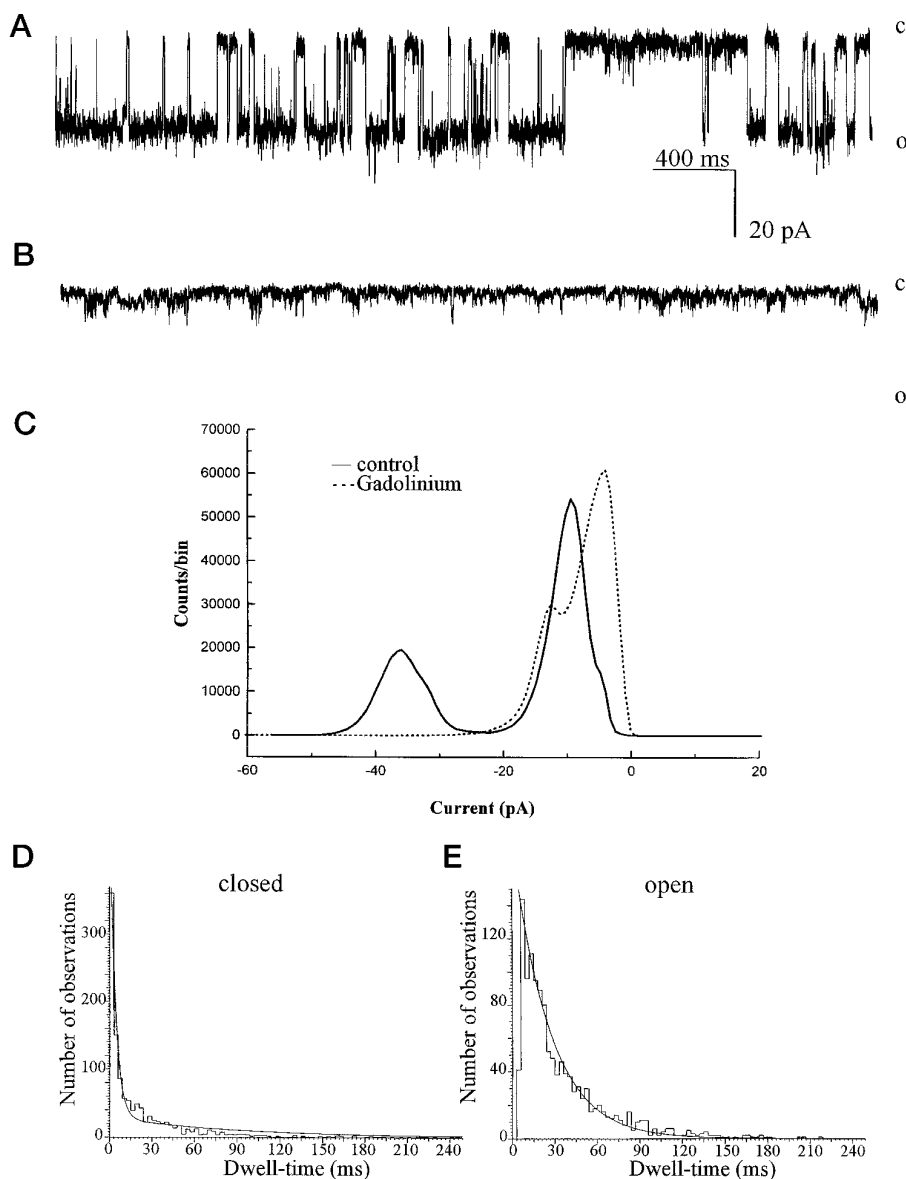 A
c
o
400 ms
20 pA
B
c
o
C
70000
60000
50000
40000
30000
20000
10000
0
Counts/bin
control
Gadolinium
-60
-40
-20
0
20
Current (pA)
D
closed
300
200
100
0
Number of observations
0
30
60
90
120
150
180
210
240
Dwell-time (ms)
E
open
120
80
40
0
Number of observations
0
30
60
90
120
150
180
210
240
Dwell-time (ms)